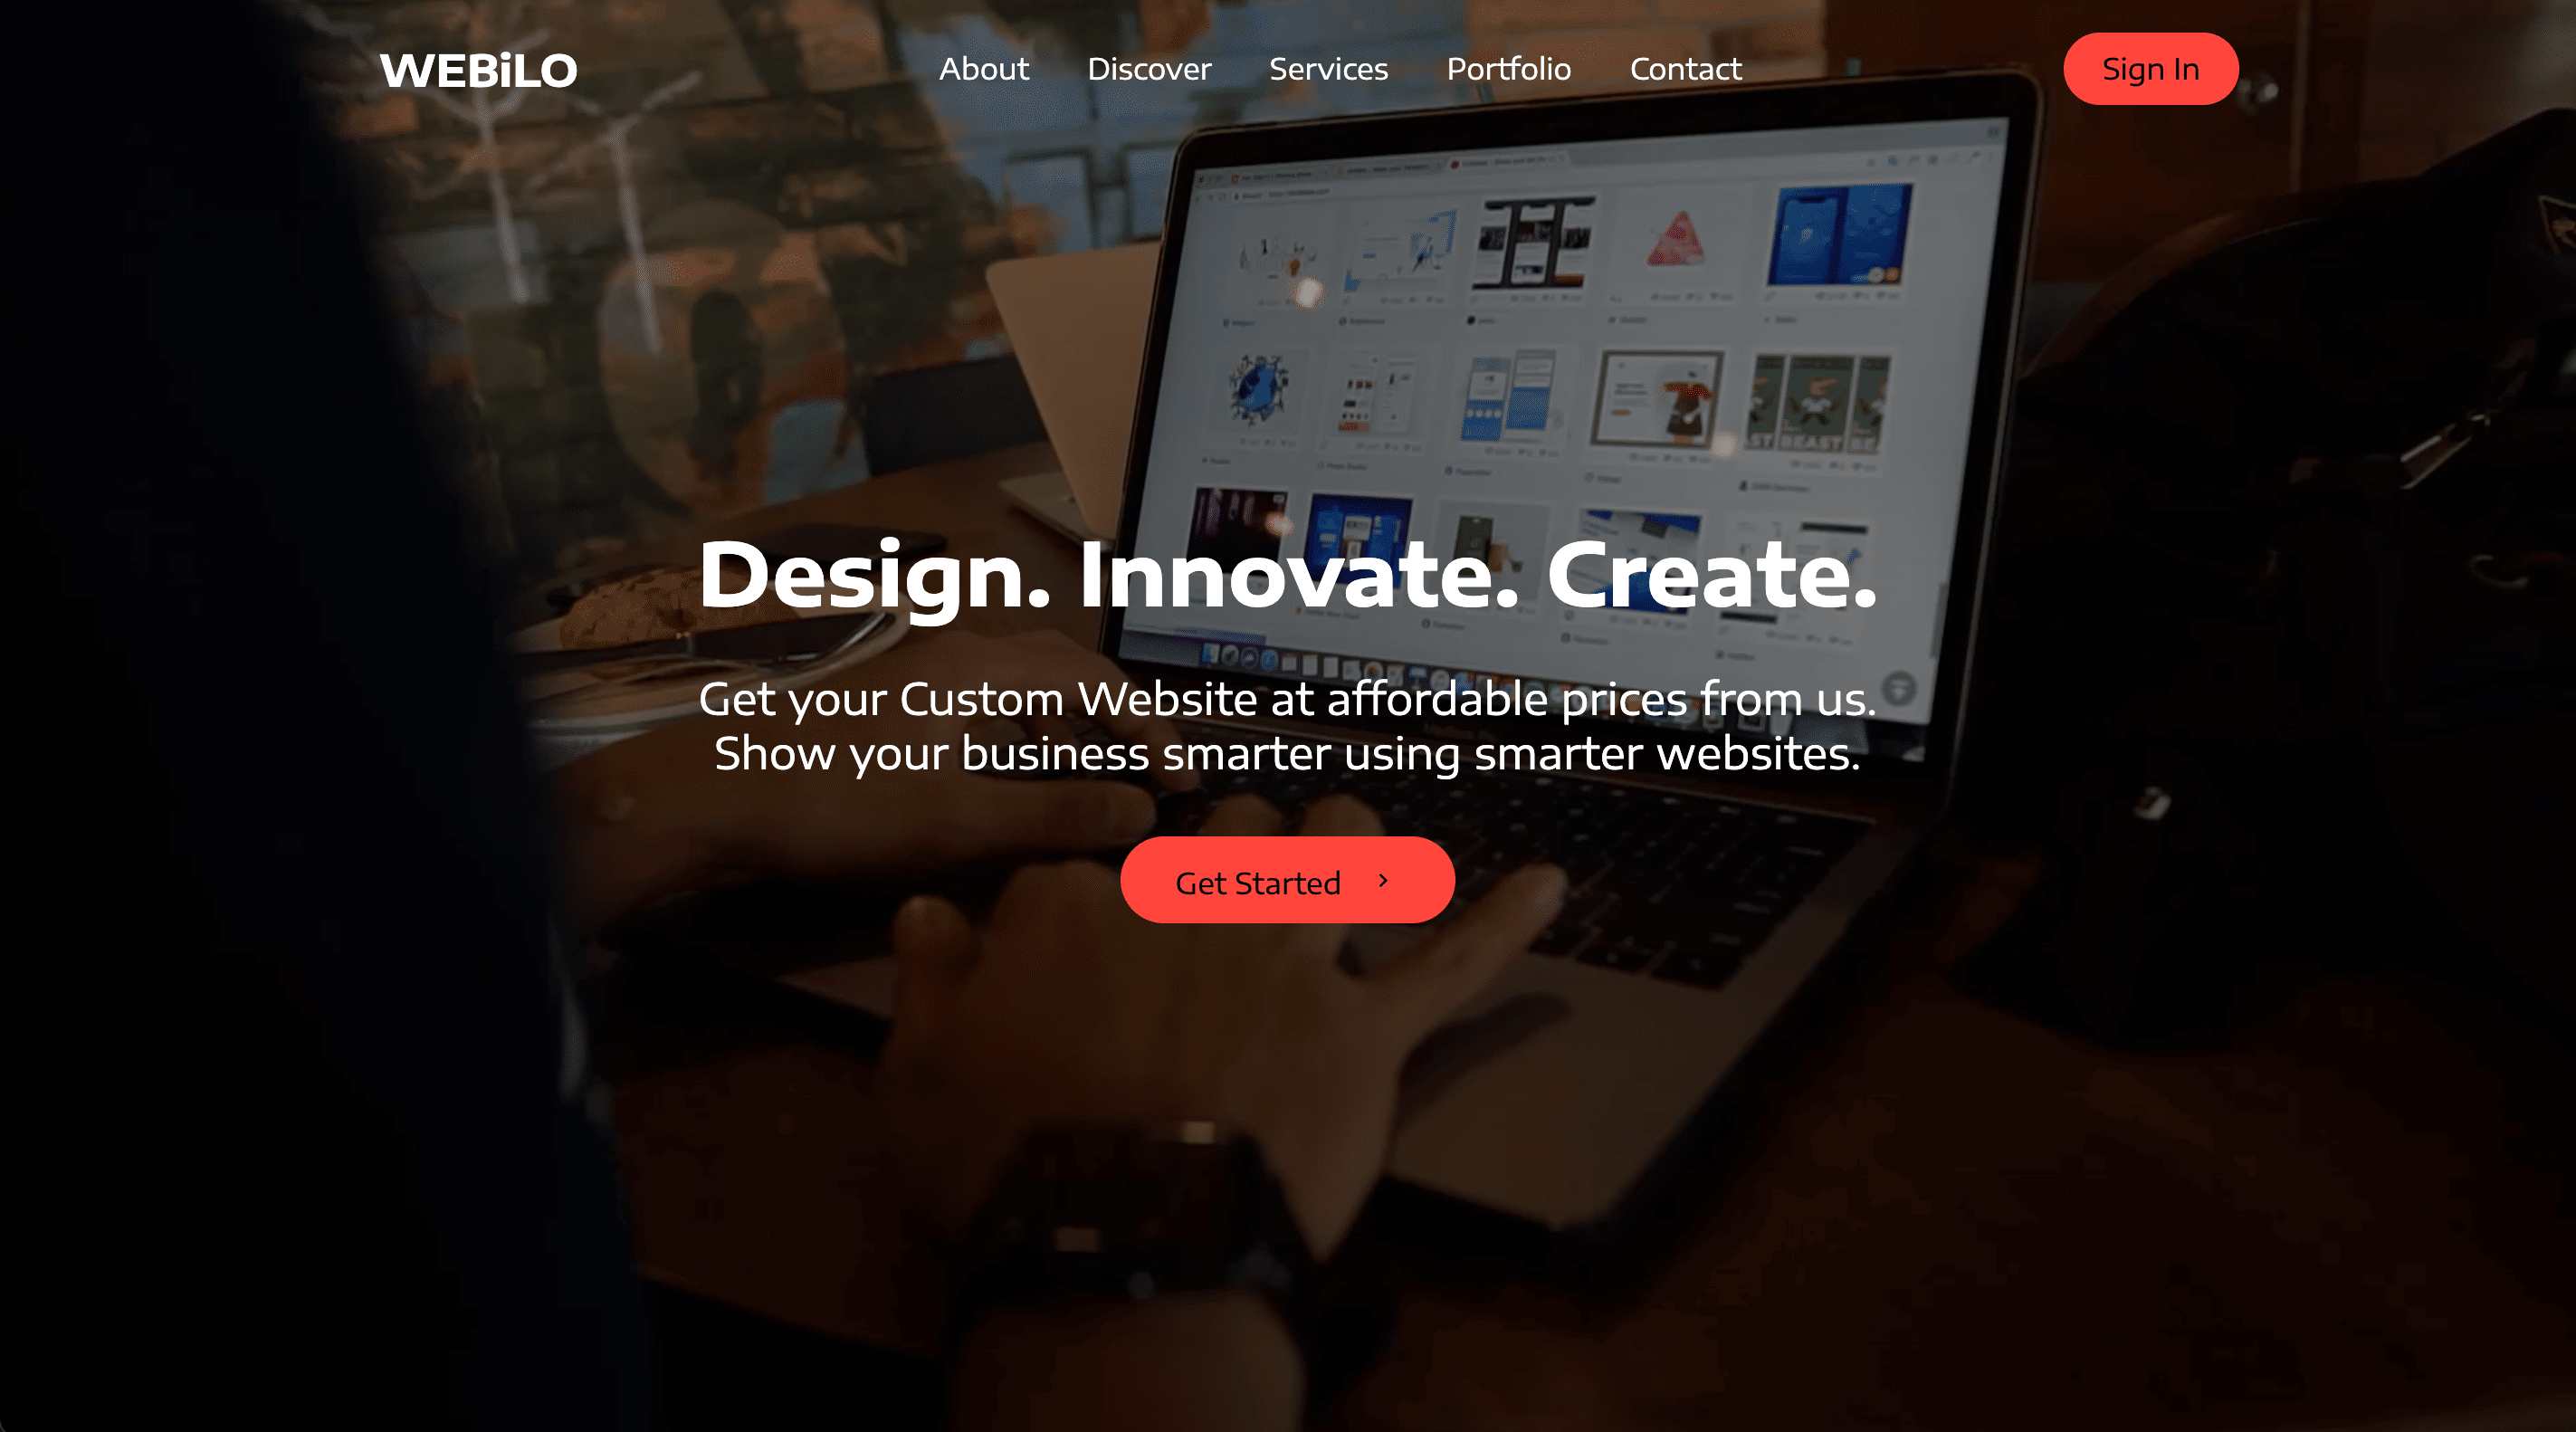 WEBiLO
About Discover Services Portfolio Contact
Sign In
BEAST
Design. Innovate. Create.
Get your Custom Website at affordable prices from us.
Show your business smarter using smarter websites.
Get Started